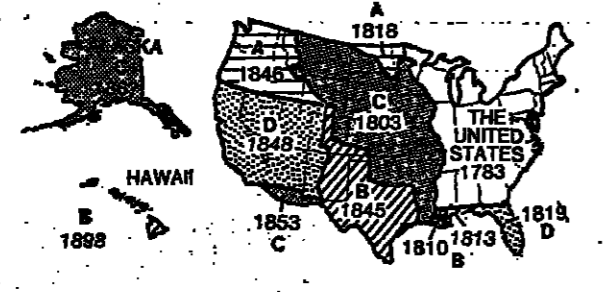 A
1818
KA
A
1846
C
1803
THE
UNITED
STATES
1783
D
1848
HAWAII
B
1898
B
1845
1853
C
1810 1813
B
1819
D